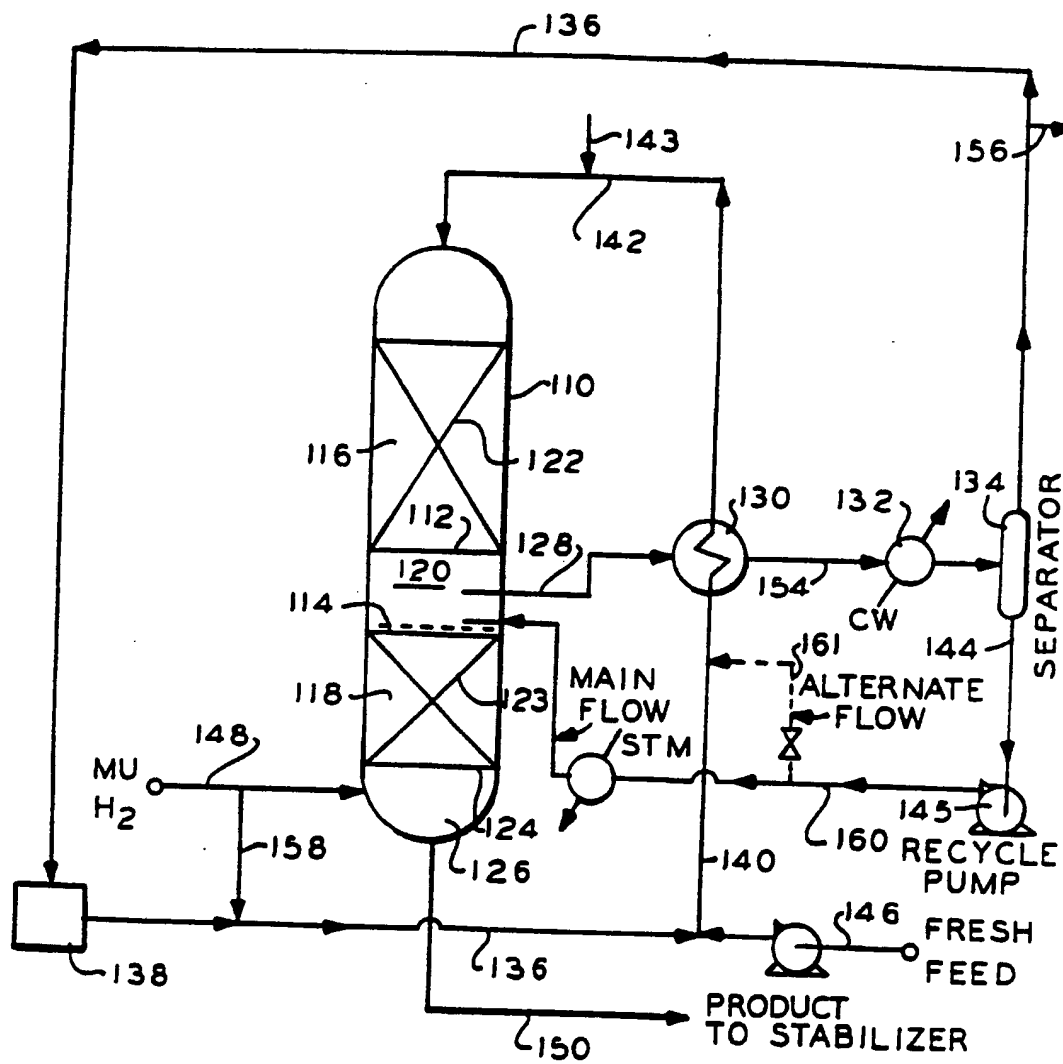 136
143
156
142
110
116
122
130
132
134
112
128
120
154
SEPARATOR
CW
114
144
161
118
123
MAIN
FLOW
ALTERNATE
FLOW
STM
148
MU
H2
145
124
160
RECYCLE
PUMP
158
126
140
146
FRESH
FEED
138
136
PRODUCT
TO STABILIZER
150